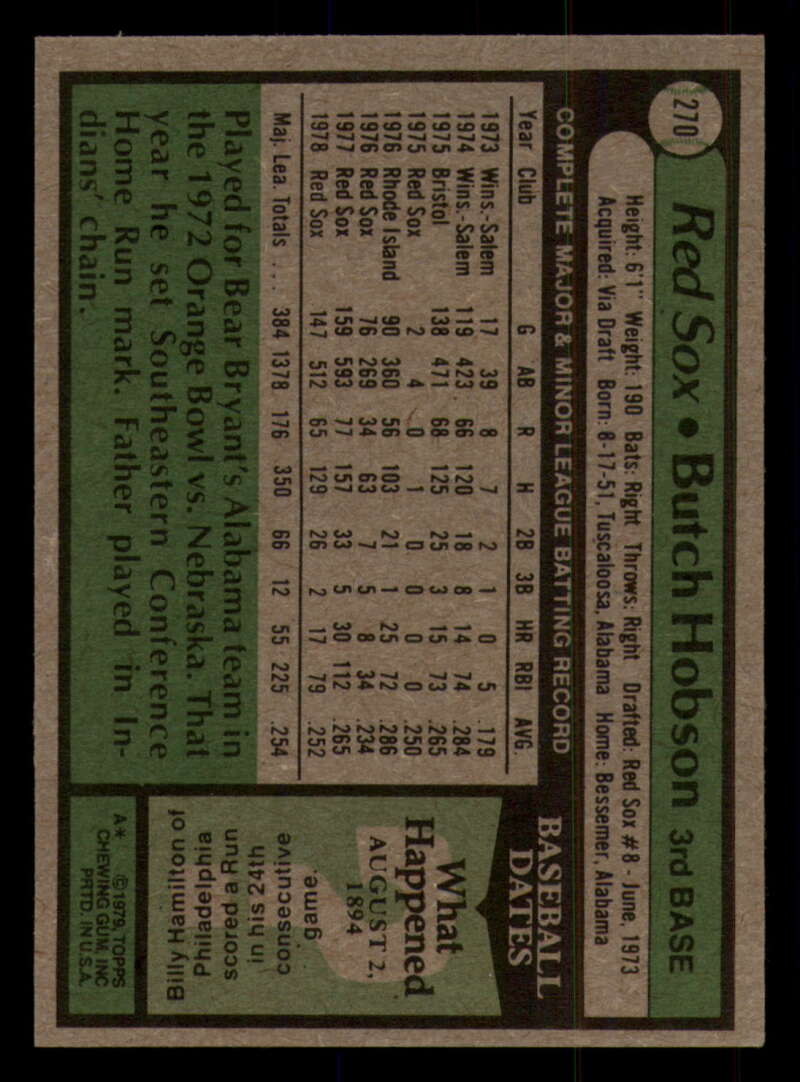 270
Red Sox • Butch Hobson 3rd BASE
Height: 6'1" Weight: 190 Bats: Right Throws: Right Drafted: Red Sox #8 - June, 1973
Acquired: Via Draft Born: 8-17-51, Tuscaloosa, Alabama Home: Bessemer, Alabama
COMPLETE MAJOR & MINOR LEAGUE BATTING RECORD
Year Club G AB R H 2B 3B HR RBI AVG.
1973 Wins.-Salem 17 39 8 7 2 1 0 5 .179
1974 Wins.-Salem 119 423 66 120 18 8 14 74 .284
1975 Bristol 138 471 68 125 25 3 15 73 .265
1975 Red Sox 2 4 0 1 0 0 0 0 .250
1976 Rhode Island 90 360 56 103 21 1 25 72 .286
1976 Red Sox 76 269 34 63 7 5 8 34 .234
1977 Red Sox 159 593 77 157 33 5 30 112 .265
1978 Red Sox 147 512 65 129 26 2 17 79 .252
Maj. Lea. Totals . . . 384 1378 176 350 66 12 55 225 .254
Played for Bear Bryant's Alabama team in
the 1972 Orange Bowl vs. Nebraska. That
year he set Southeastern Conference
Home Run mark. Father played in In-
dians' chain.
BASEBALL
DATES
What
Happened
AUGUST 2,
1894
Billy Hamilton of
Philadelphia
scored a Run
in his 24th
consecutive
game.
A* ©1979, TOPPS
CHEWING GUM, INC
PRTD. IN U.S.A.